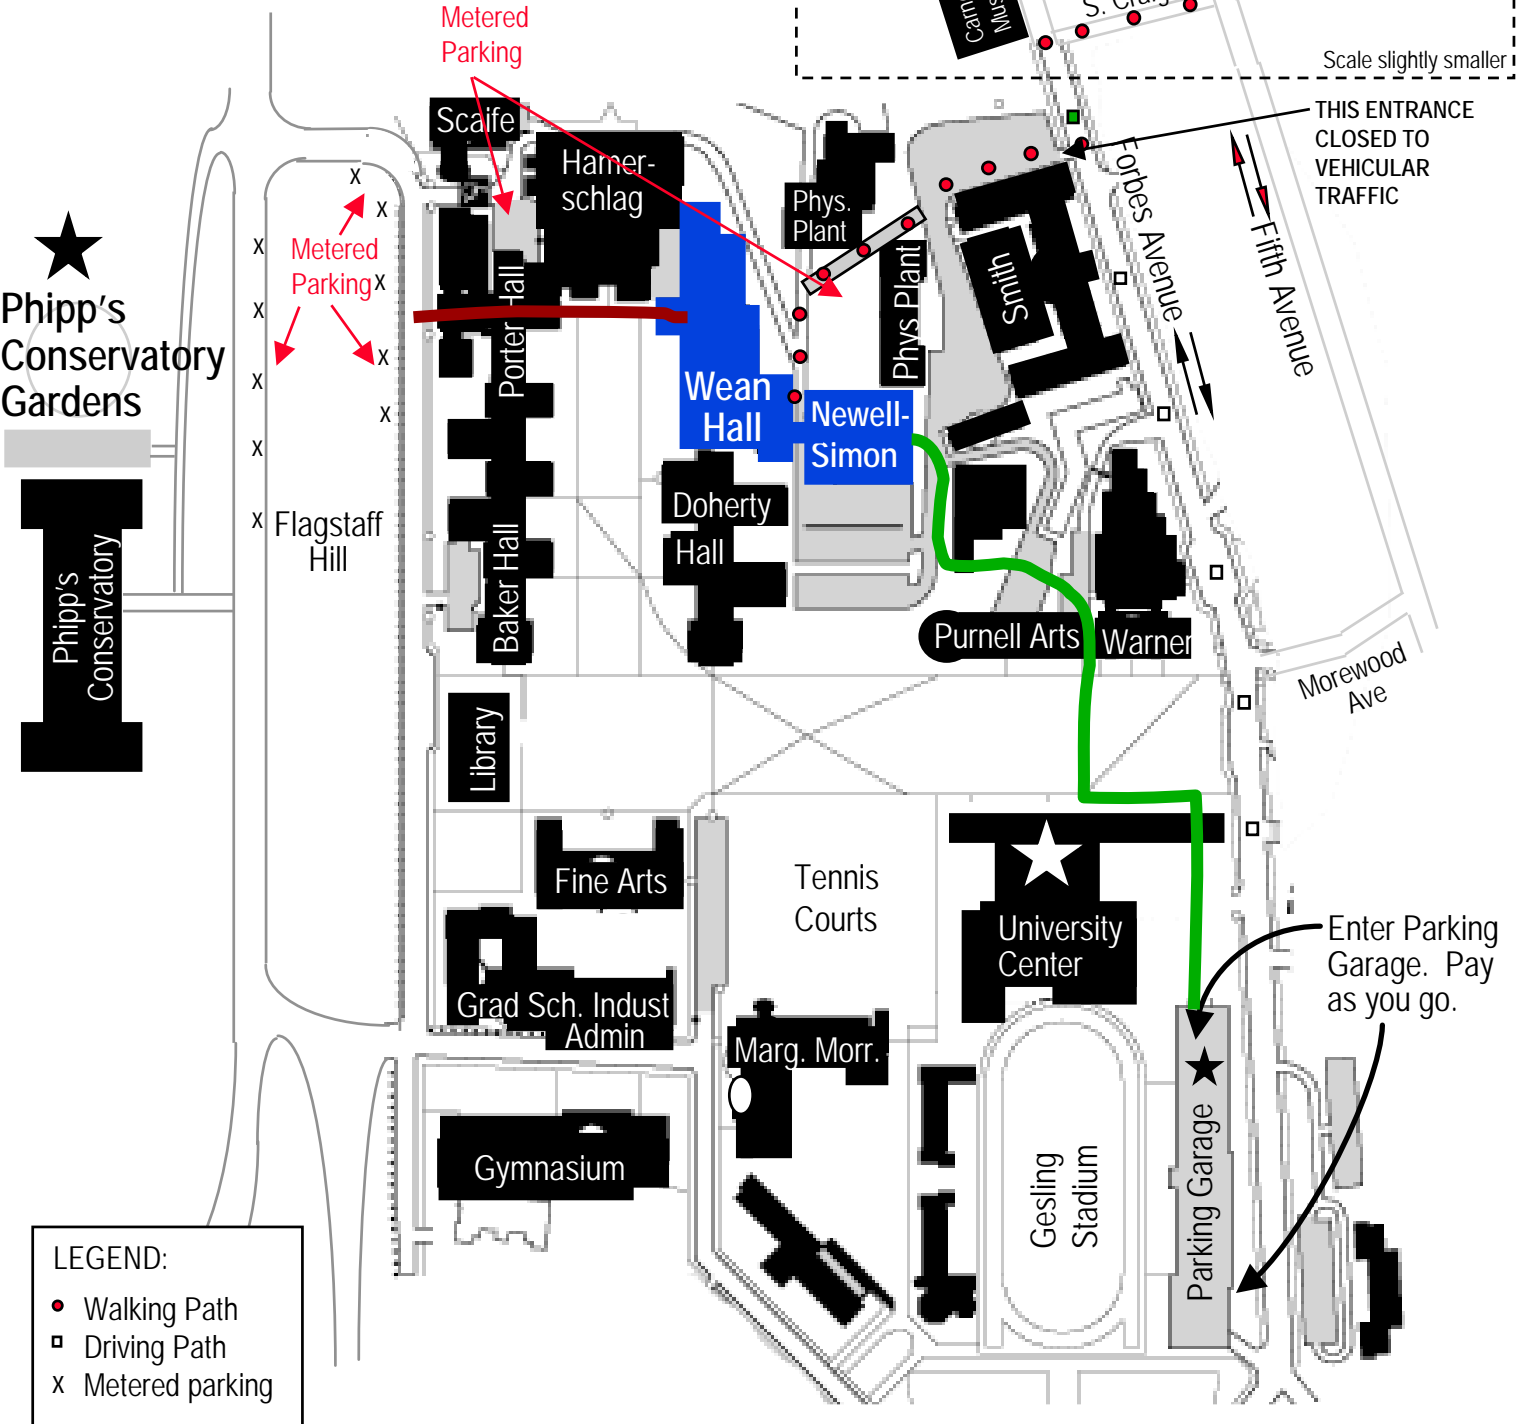 Metered
Parking
Carn
Mus
S. Craig
Scale slightly smaller
THIS ENTRANCE
CLOSED TO
VEHICULAR
TRAFFIC
Scaife
Hamer-
schlag
Phys.
Plant
Phys Plant
Smith
Forbes Avenue
Fifth Avenue
Metered
Parking
Phipp's
Conservatory
Gardens
Porter Hall
Wean
Hall
Newell-
Simon
x Flagstaff
Hill
Doherty
Hall
Baker Hall
Phipp's
Conservatory
Purnell Arts
Warner
Morewood
Ave
Library
Fine Arts
Tennis
Courts
University
Center
Enter Parking
Garage. Pay
as you go.
Grad Sch. Indust
Admin
Marg. Morr.
Gymnasium
Gesling
Stadium
Parking Garage
LEGEND:
Walking Path
Driving Path
x Metered parking